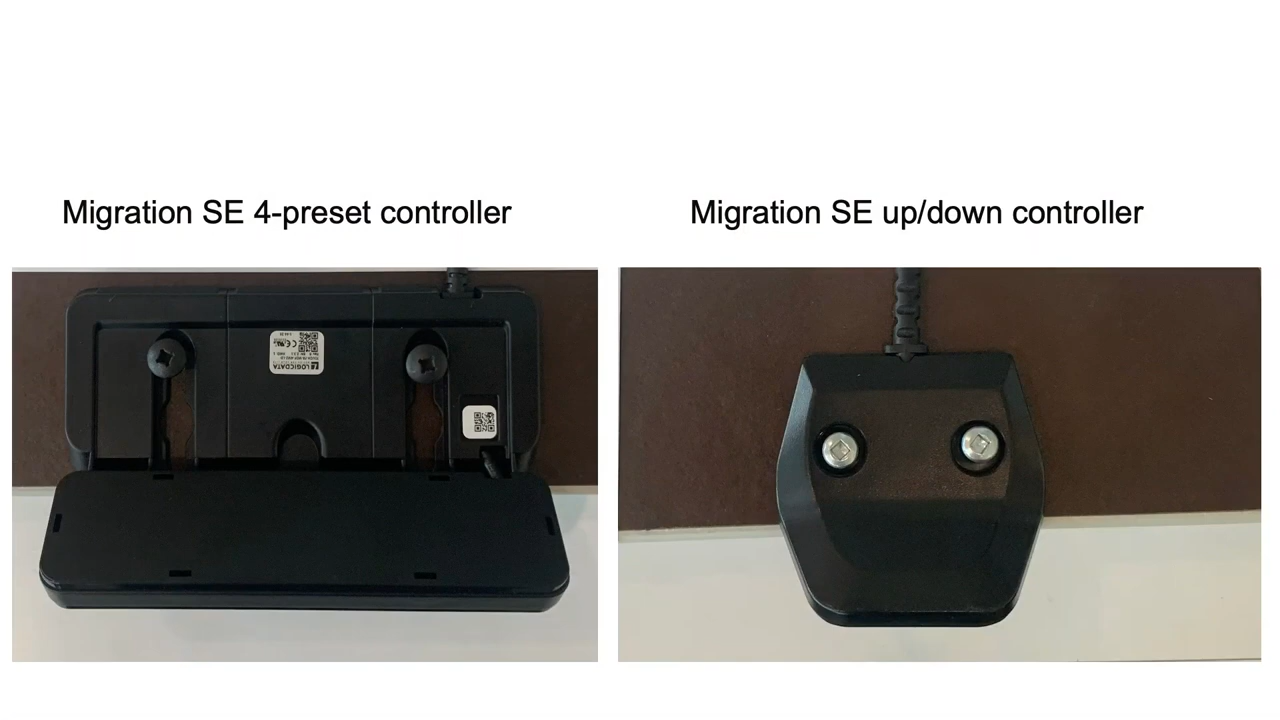 Migration SE 4-preset controller
Migration SE up/down controller
LOGICDATA